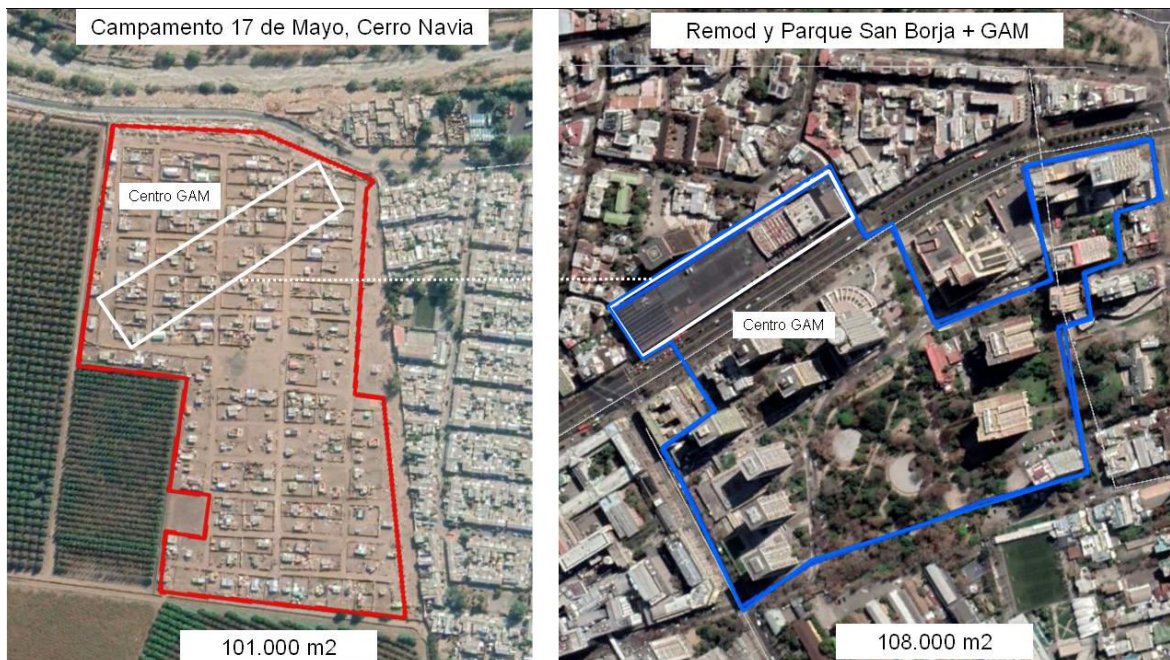 Campamento 17 de Mayo, Cerro Navia
Centro GAM
101.000 m2
Remod y Parque San Borja + GAM
Centro GAM
108.000 m2